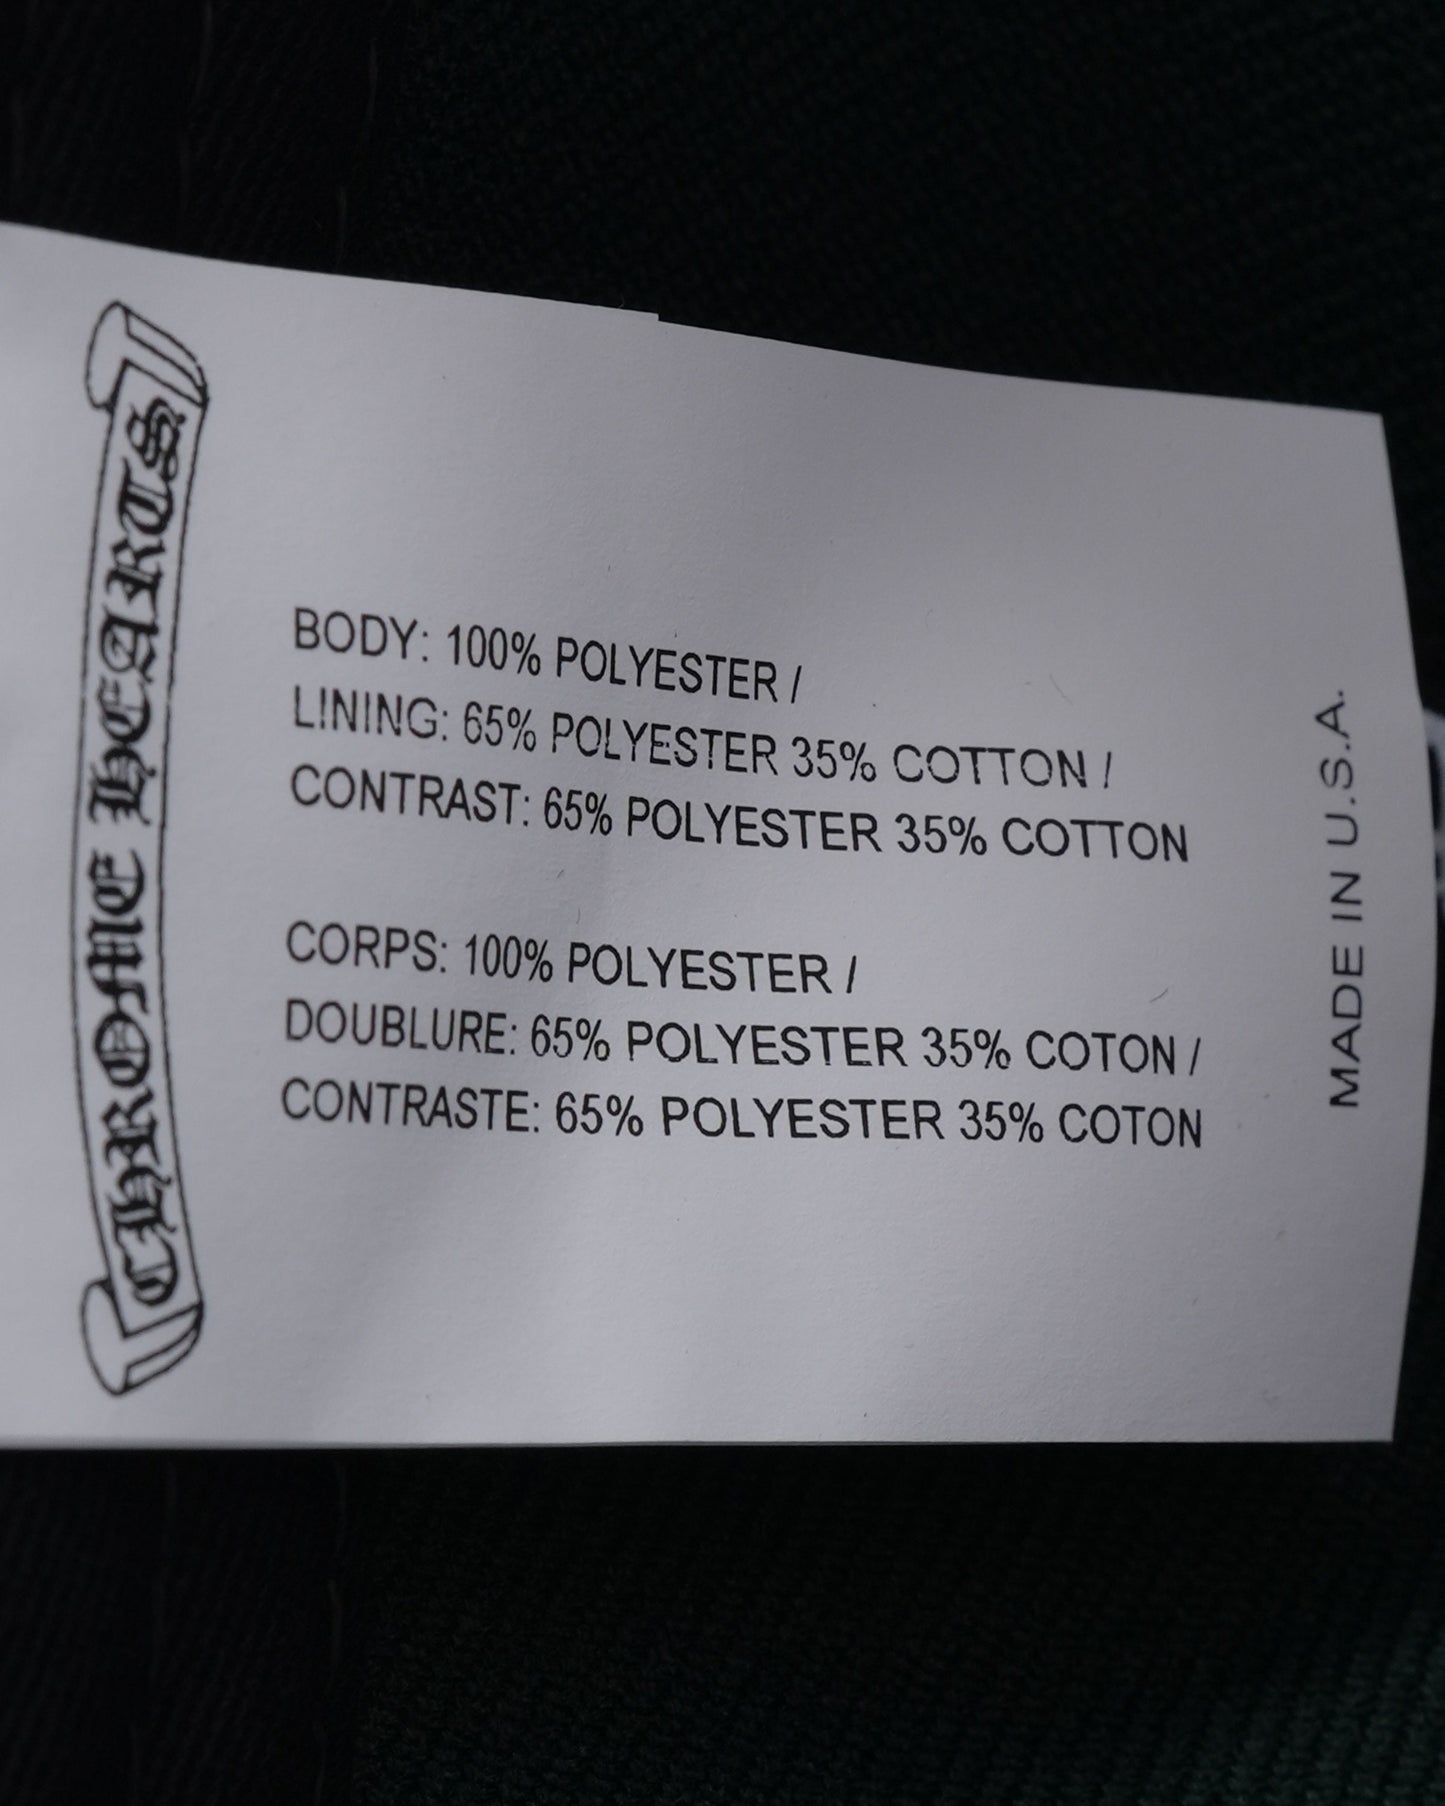 CHROME HEARTS
BODY: 100% POLYESTER /
LINING: 65% POLYESTER 35% COTTON /
CONTRAST: 65% POLYESTER 35% COTTON
CORPS: 100% POLYESTER /
DOUBLURE: 65% POLYESTER 35% COTON /
CONTRASTE: 65% POLYESTER 35% COTON
MADE IN U.S.A.